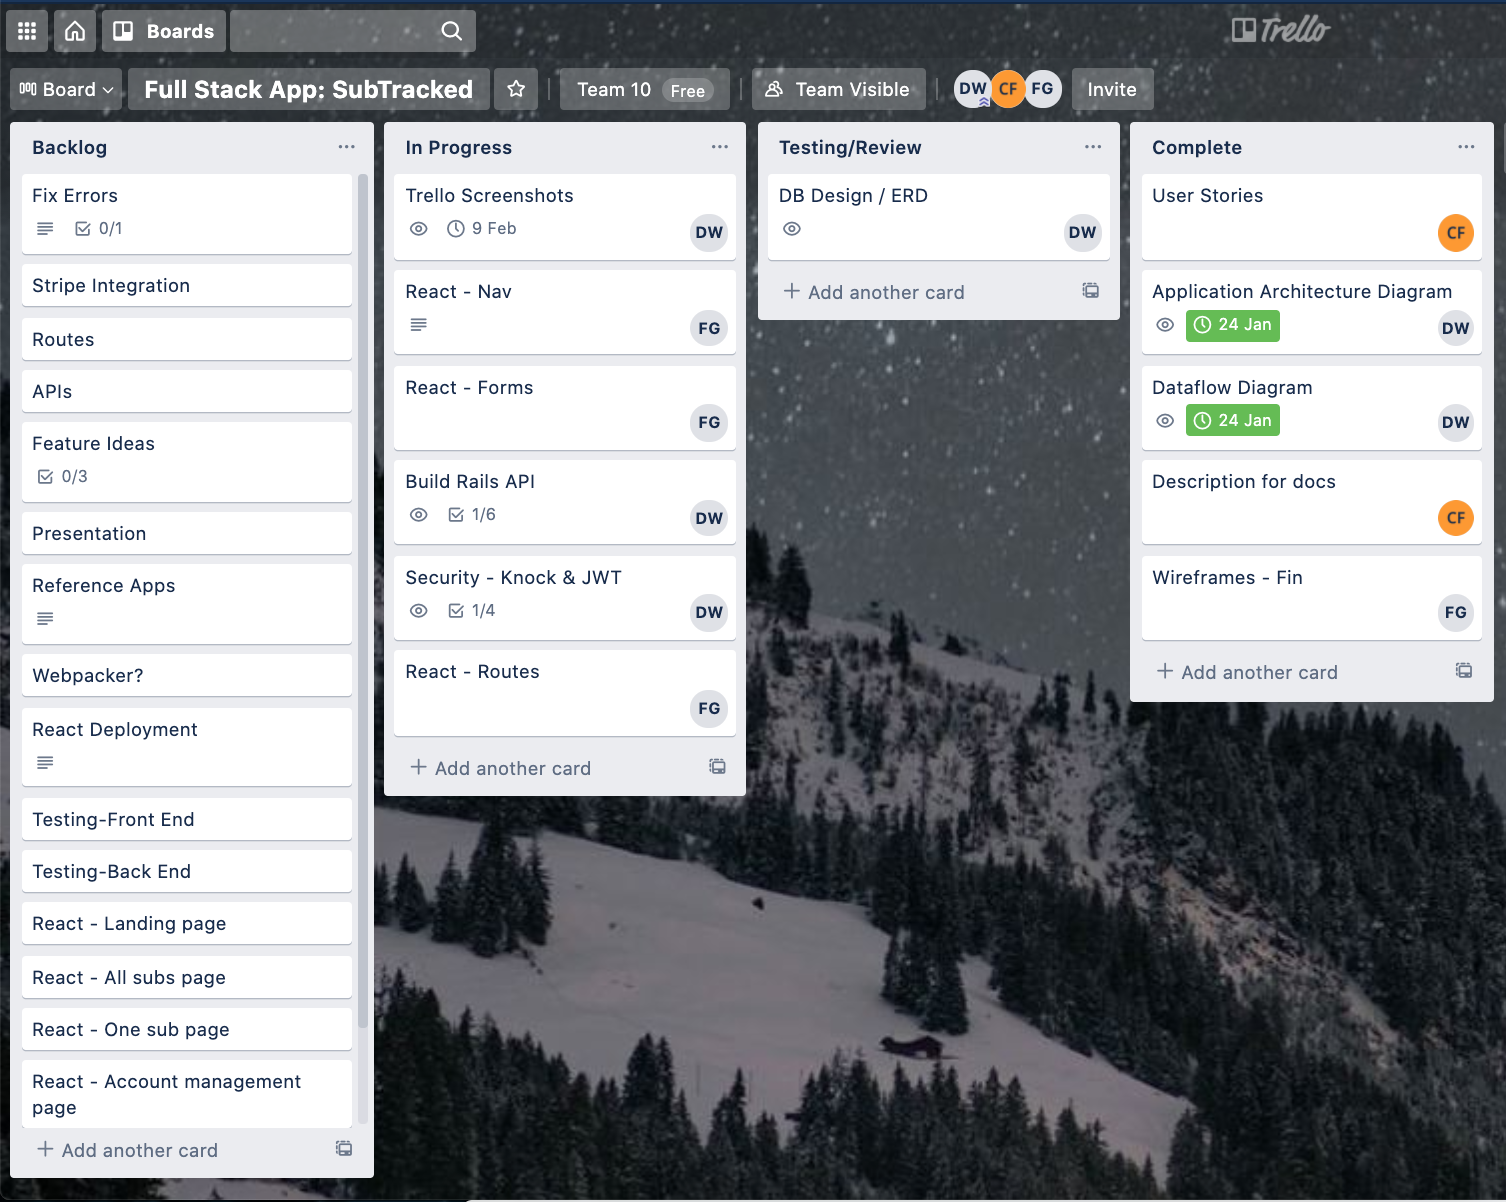 Boards
Trello
Board
Full Stack App: SubTracked
Team 10 Free
Team Visible
DW CF FG
Invite
Backlog
Fix Errors
0/1
Stripe Integration
Routes
APIs
Feature Ideas
0/3
Presentation
Reference Apps
Webpacker?
React Deployment
Testing-Front End
Testing-Back End
React - Landing page
React - All subs page
React - One sub page
React - Account management
page
+ Add another card
In Progress
Trello Screenshots
9 Feb
DW
React - Nav
FG
React - Forms
FG
Build Rails API
1/6
DW
Security - Knock & JWT
1/4
DW
React - Routes
FG
+ Add another card
Testing/Review
DB Design / ERD
DW
+ Add another card
Complete
User Stories
CF
Application Architecture Diagram
24 Jan
DW
Dataflow Diagram
24 Jan
DW
Description for docs
CF
Wireframes - Fin
FG
+ Add another card